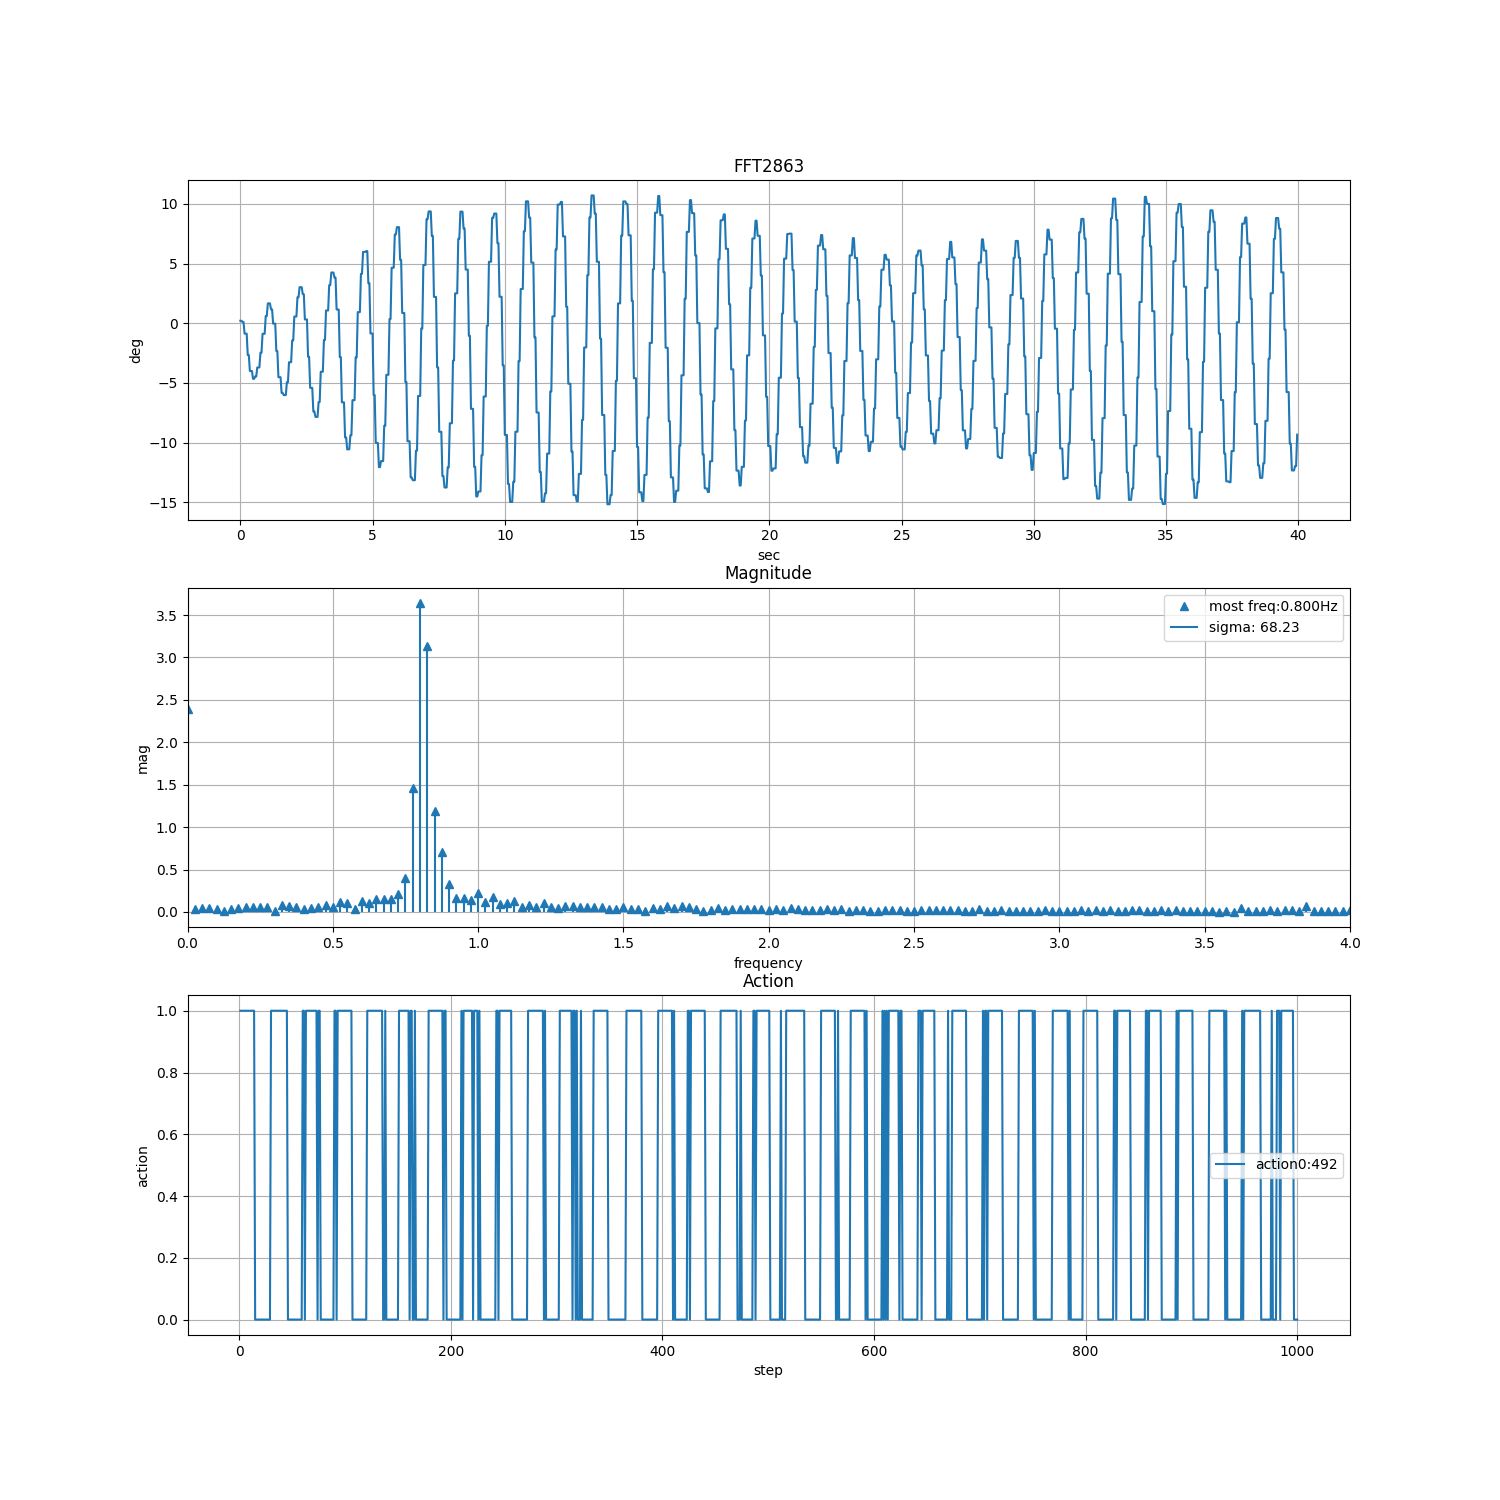 FFT2863
10
5
0
−5
−10
−15
deg
0 5 10 15 20 25 30 35 40
sec
Magnitude
3.5
3.0
2.5
2.0
1.5
1.0
0.5
0.0
mag
most freq:0.800Hz
sigma: 68.23
0.0 0.5 1.0 1.5 2.0 2.5 3.0 3.5 4.0
frequency
Action
1.0
0.8
0.6
0.4
0.2
0.0
action
action0:492
0 200 400 600 800 1000
step